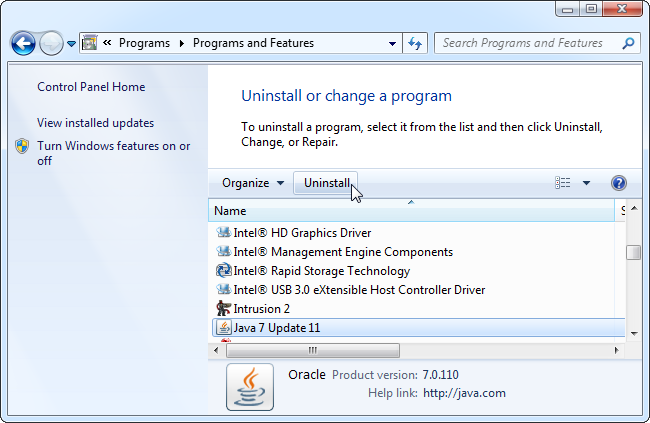 « Programs Programs and Features
Search Programs and Features
Control Panel Home
View installed updates
Turn Windows features on or
off
Uninstall or change a program
To uninstall a program, select it from the list and then click Uninstall,
Change, or Repair.
Organize Uninstall
Name
Intel® HD Graphics Driver
Intel® Management Engine Components
Intel® Rapid Storage Technology
Intel® USB 3.0 eXtensible Host Controller Driver
Intrusion 2
Java 7 Update 11
Oracle Product version: 7.0.110
Help link: http://java.com